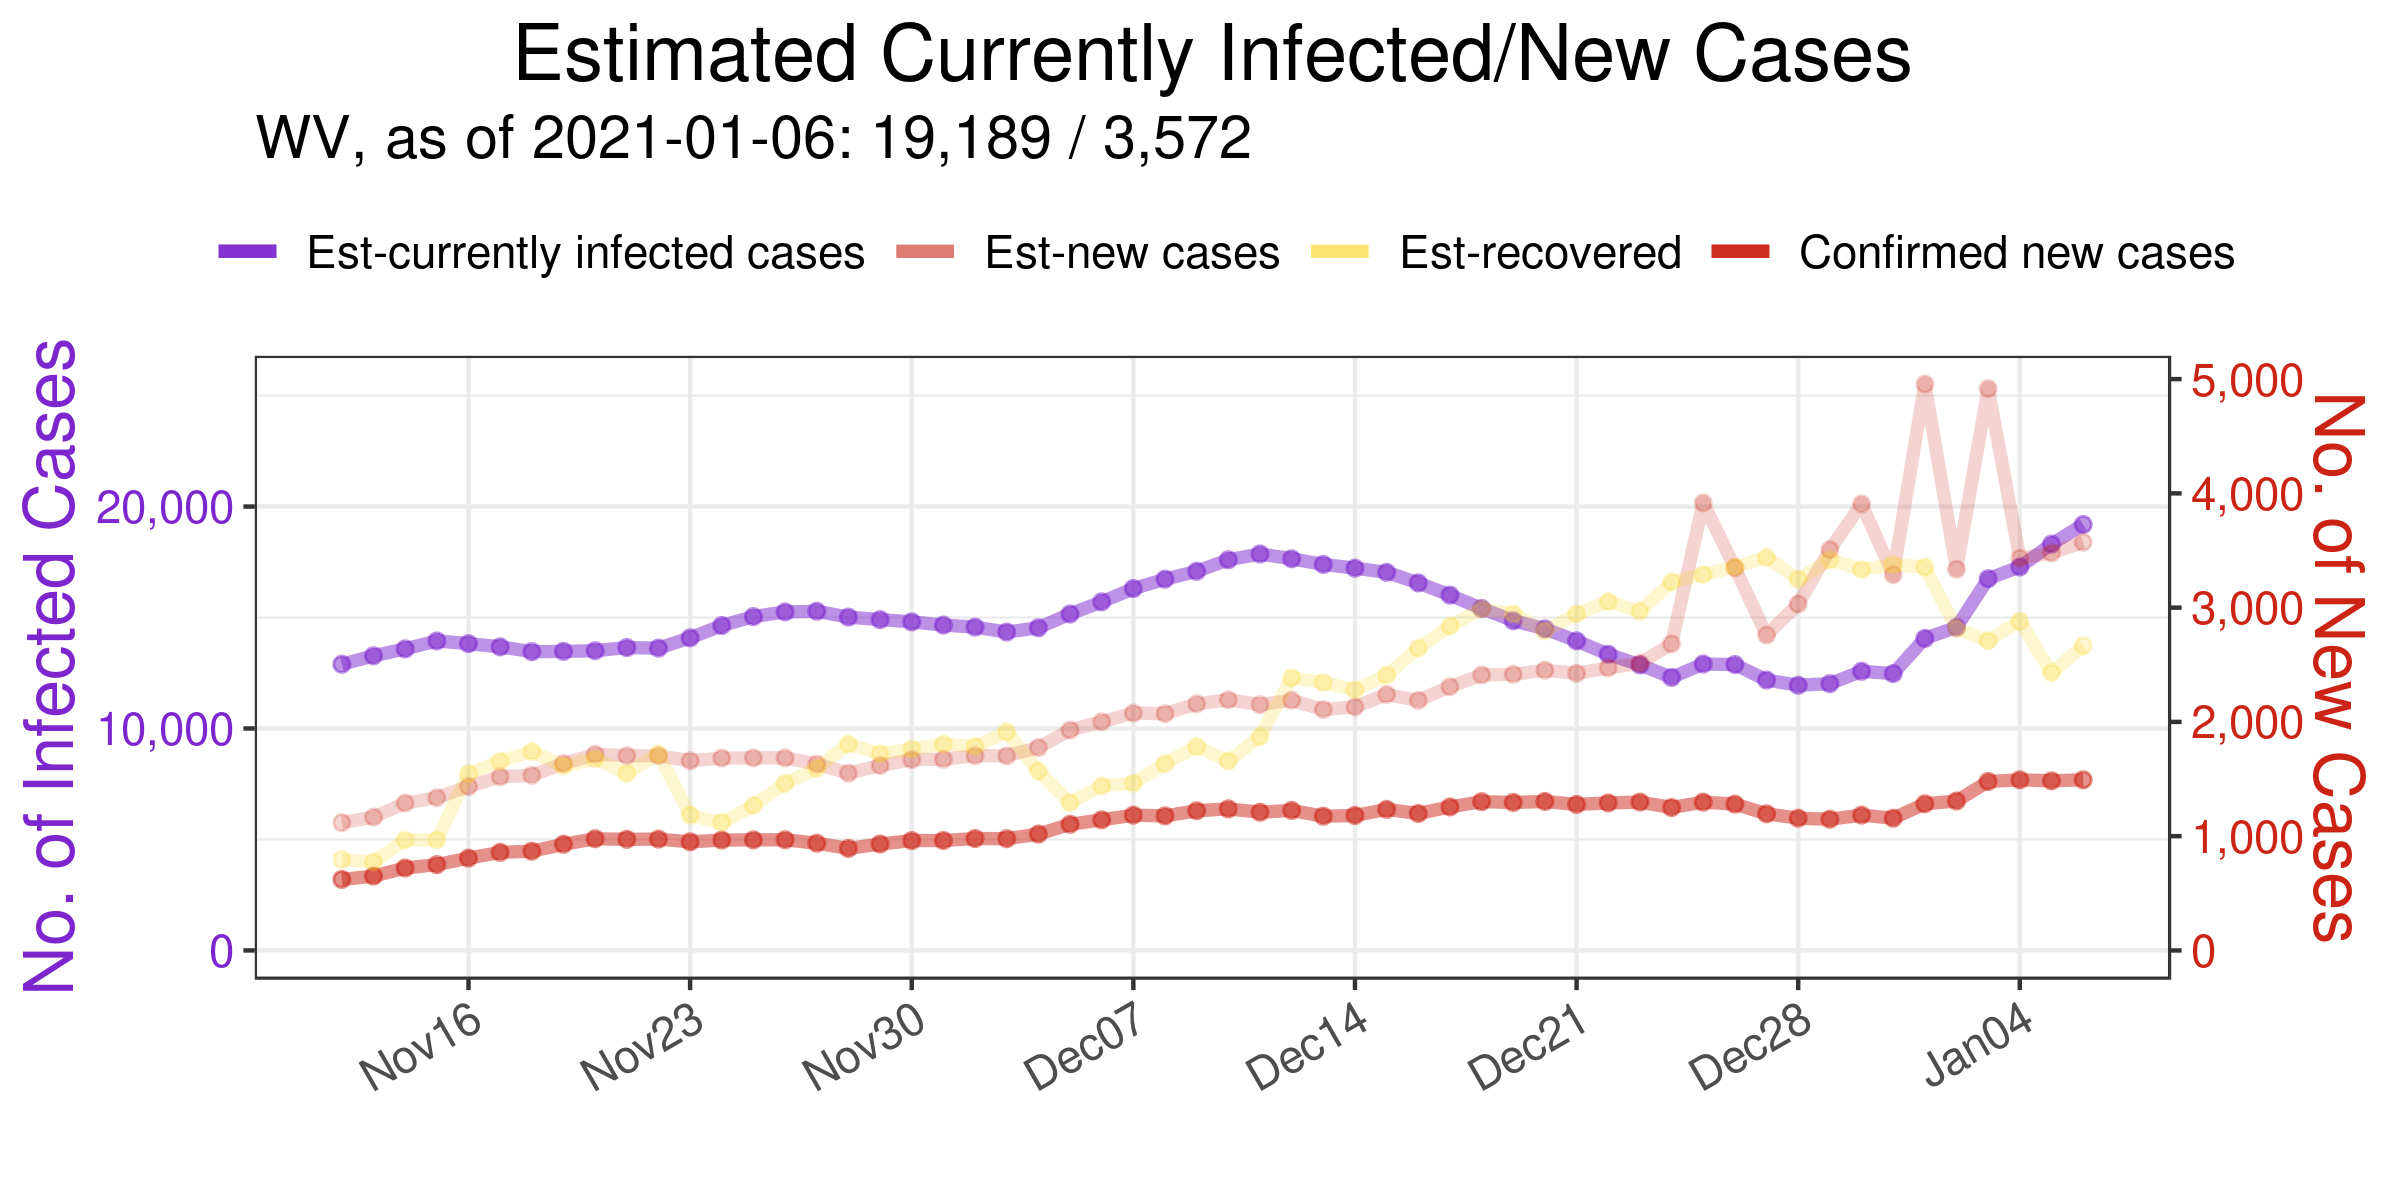 Estimated Currently Infected/New Cases
WV, as of 2021-01-06: 19,189 / 3,572
Est-currently infected cases Est-new cases Est-recovered Confirmed new cases
No. of Infected Cases
20,000
10,000
0
5,000
4,000
3,000
2,000
1,000
0
No. of New Cases
Nov16 Nov23 Nov30 Dec07 Dec14 Dec21 Dec28 Jan04